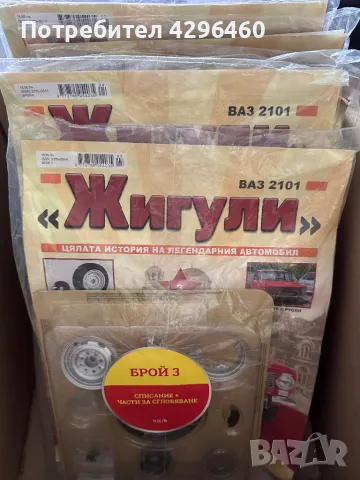 Потребител 4296460
ВАЗ 2101
Жигули
ВАЗ 2101
«Жигули»
ЦЯЛАТА ИСТОРИЯ НА ЛЕГЕНДАРНИЯ АВТОМОБИЛ
БРОЙ 3
СПИСАНИЕ +
ЧАСТИ ЗА СГЛОБЯВАНЕ
BAZAR